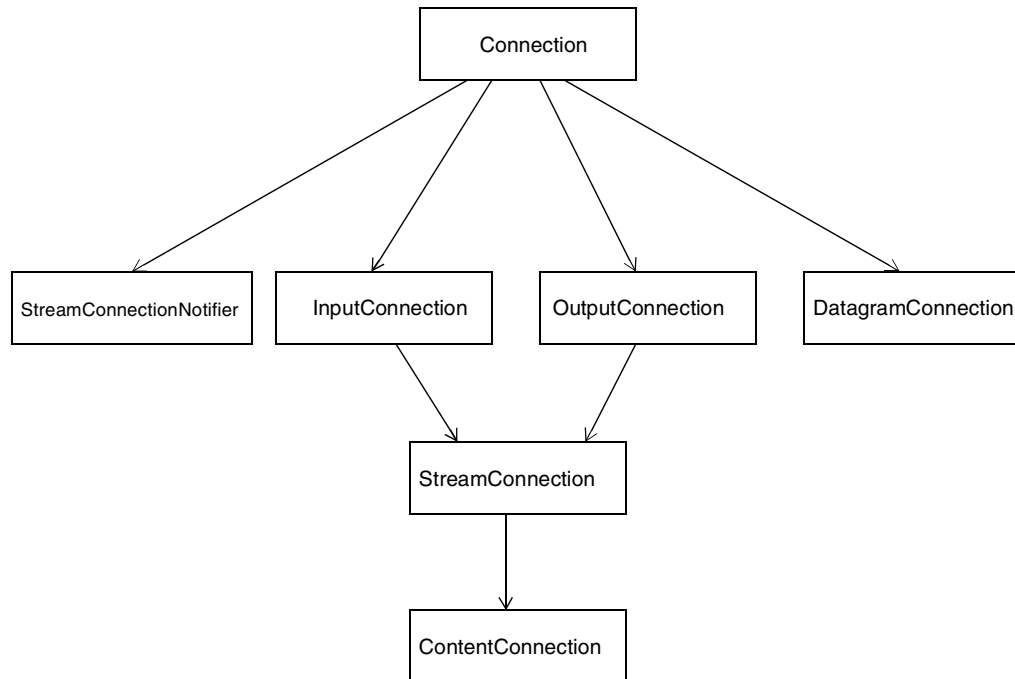 Connection
StreamConnectionNotifier
InputConnection
OutputConnection
DatagramConnection
StreamConnection
ContentConnection